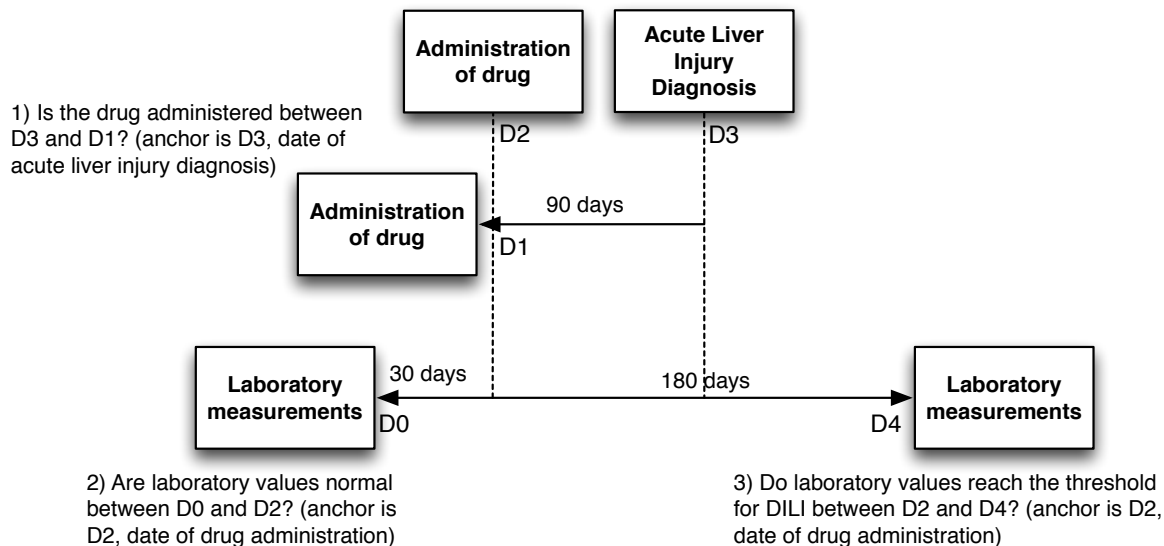 Administration
of drug
Acute Liver
Injury
Diagnosis
1) Is the drug administered between
D3 and D1? (anchor is D3, date of
acute liver injury diagnosis)
D2
D3
Administration
of drug
90 days
D1
Laboratory
measurements
30 days
180 days
Laboratory
measurements
D0
D4
2) Are laboratory values normal
between D0 and D2? (anchor is
D2, date of drug administration)
3) Do laboratory values reach the threshold
for DILI between D2 and D4? (anchor is D2,
date of drug administration)